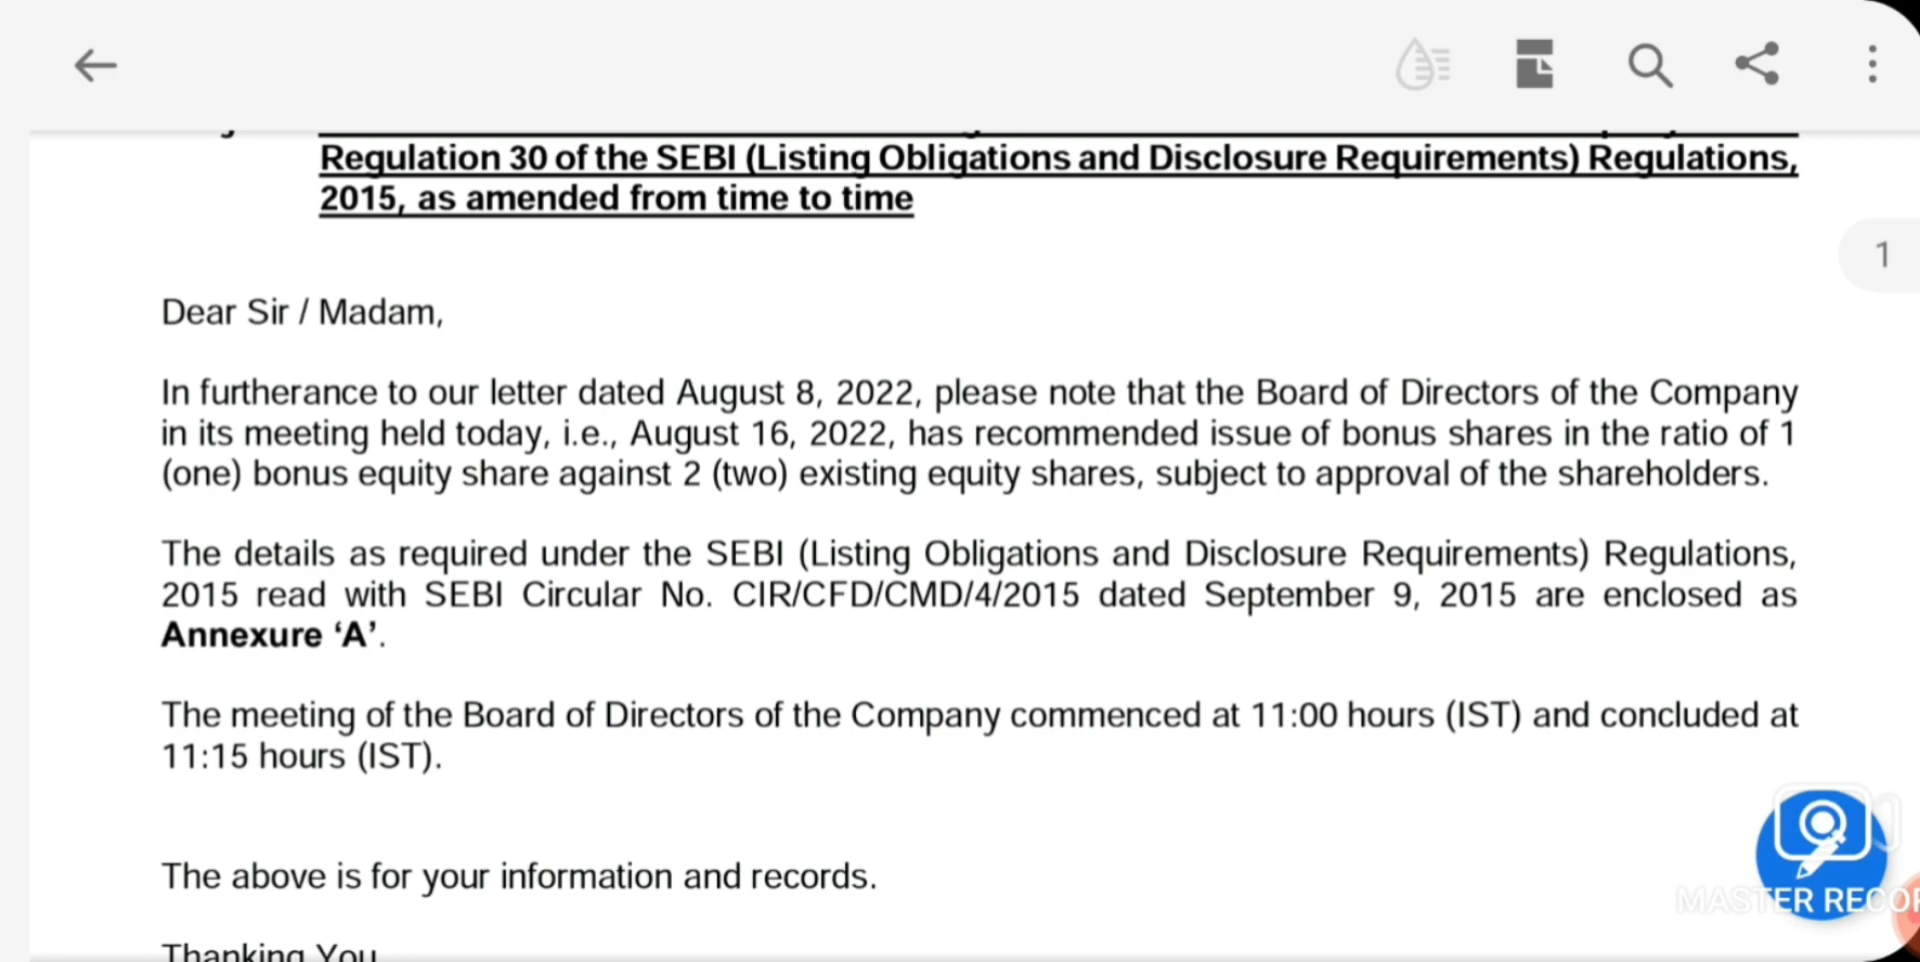 Regulation 30 of the SEBI (Listing Obligations and Disclosure Requirements) Regulations,
2015, as amended from time to time
1
Dear Sir / Madam,
In furtherance to our letter dated August 8, 2022, please note that the Board of Directors of the Company
in its meeting held today, i.e., August 16, 2022, has recommended issue of bonus shares in the ratio of 1
(one) bonus equity share against 2 (two) existing equity shares, subject to approval of the shareholders.
The details as required under the SEBI (Listing Obligations and Disclosure Requirements) Regulations,
2015 read with SEBI Circular No. CIR/CFD/CMD/4/2015 dated September 9, 2015 are enclosed as
Annexure ‘A’.
The meeting of the Board of Directors of the Company commenced at 11:00 hours (IST) and concluded at
11:15 hours (IST).
The above is for your information and records.
MASTER RECOR
Thanking You